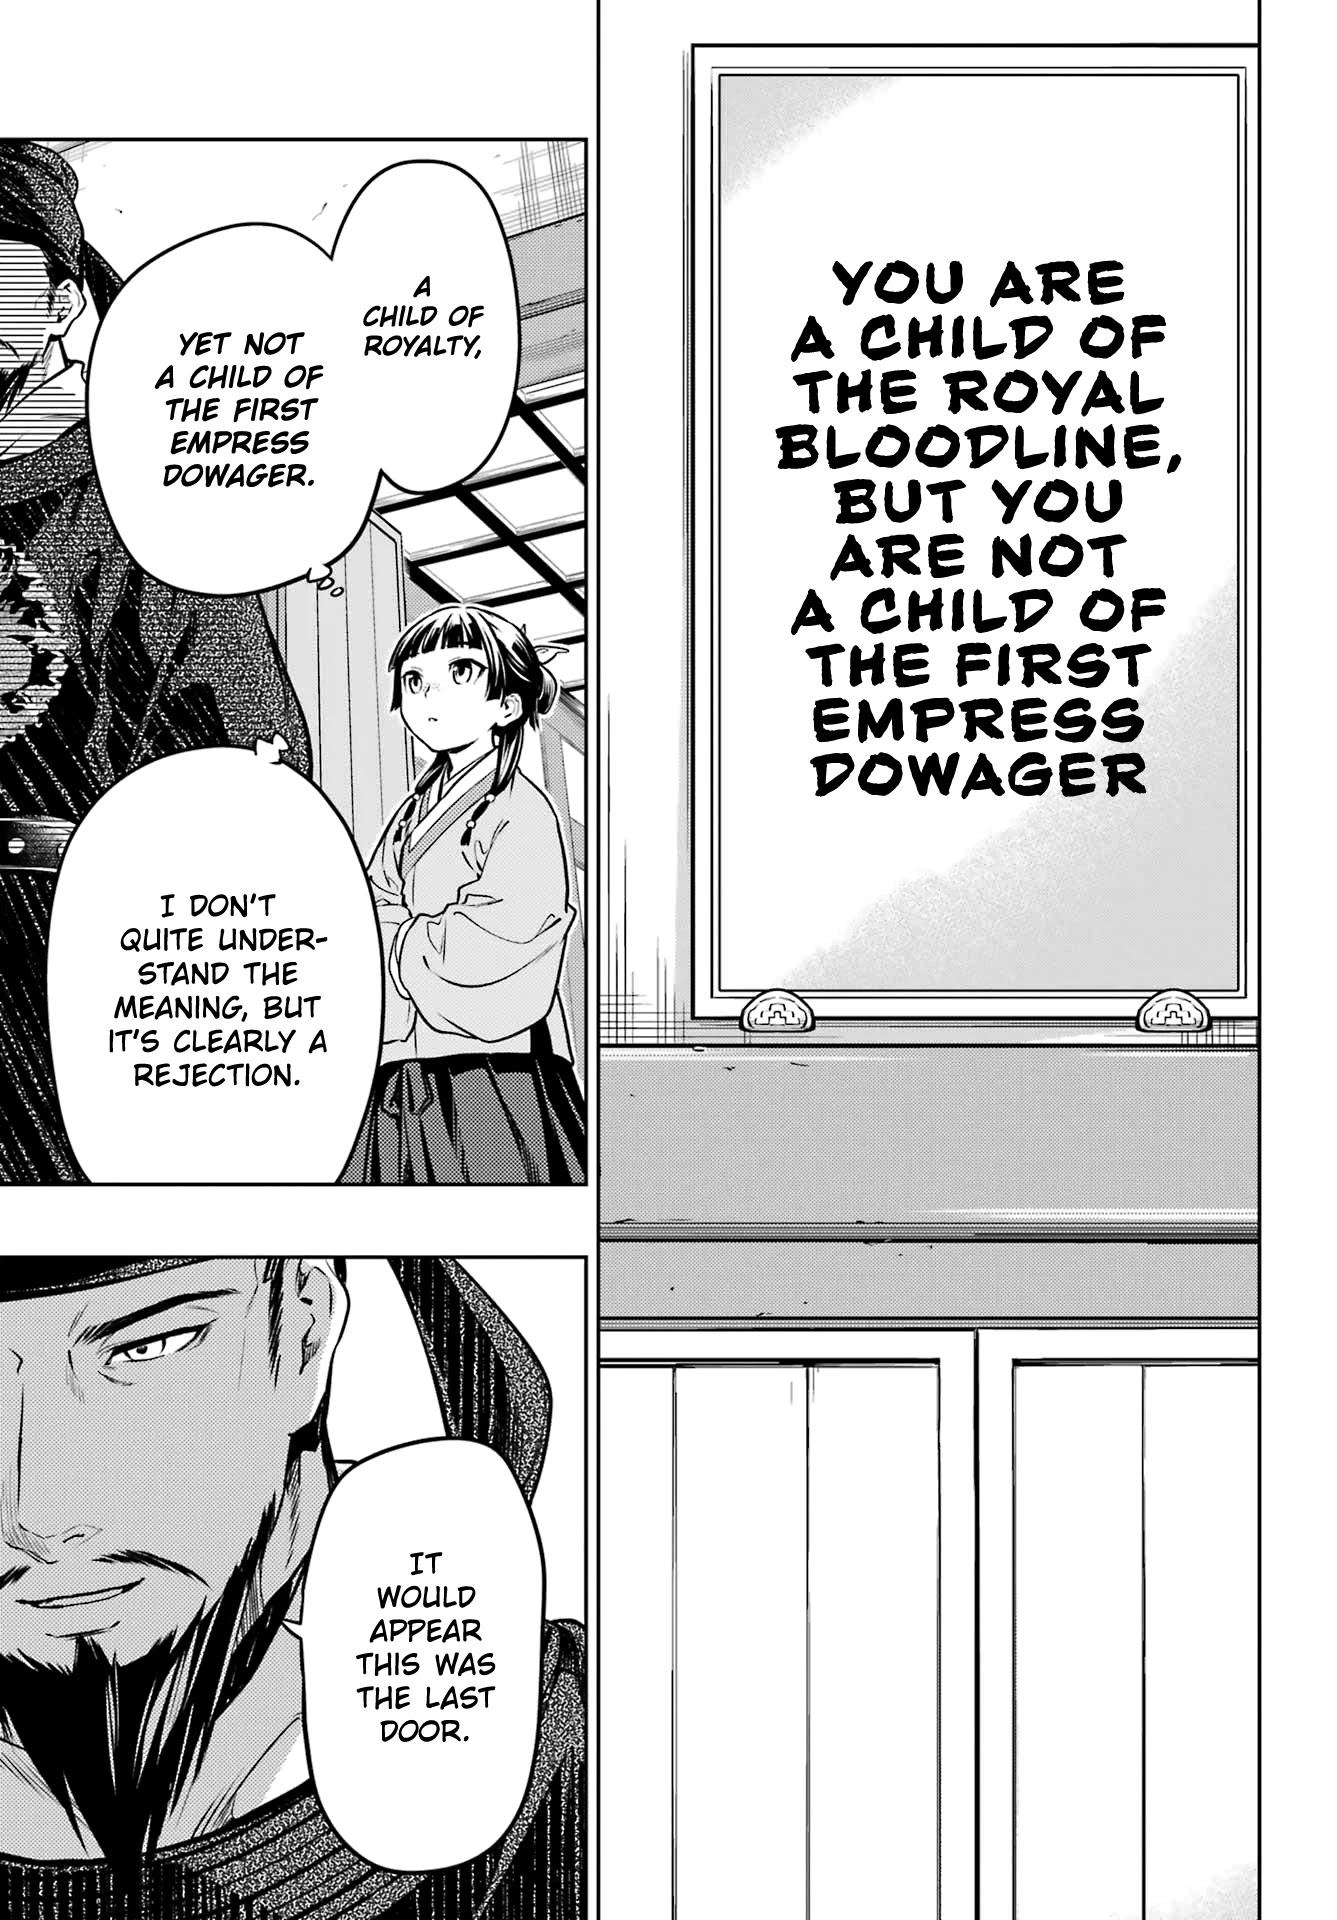 YOU ARE
A CHILD OF
THE ROYAL
BLOODLINE,
BUT YOU
ARE NOT
A CHILD OF
THE FIRST
EMPRESS
DOWAGER
A
CHILD OF
ROYALTY,
YET NOT
A CHILD OF
THE FIRST
EMPRESS
DOWAGER.
I DON'T
QUITE UNDER-
STAND THE
MEANING, BUT
IT'S CLEARLY A
REJECTION.
IT
WOULD
APPEAR
THIS WAS
THE LAST
DOOR.